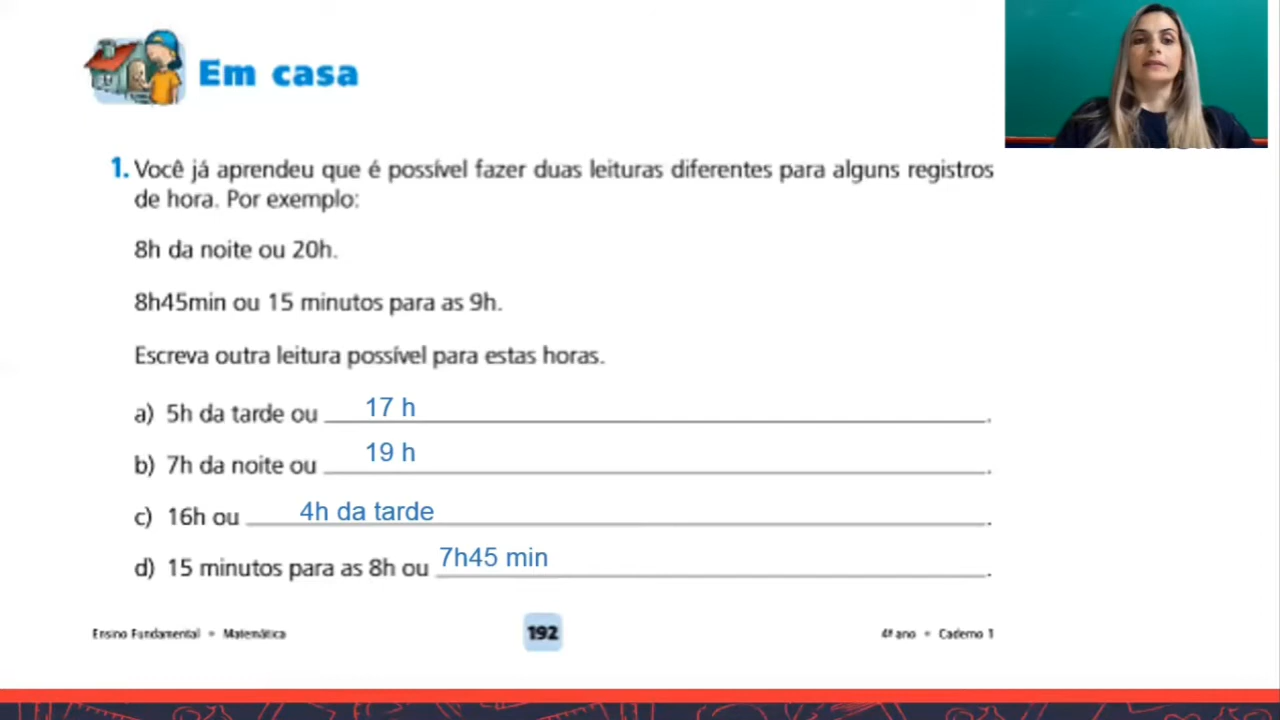 Em casa
1. Você já aprendeu que é possível fazer duas leituras diferentes para alguns registros
de hora. Por exemplo:
8h da noite ou 20h.
8h45min ou 15 minutos para as 9h.
Escreva outra leitura possível para estas horas.
a) 5h da tarde ou 17 h.
b) 7h da noite ou 19 h.
c) 16h ou 4h da tarde.
d) 15 minutos para as 8h ou 7h45 min.
Ensino Fundamental • Matemática 192 4º ano • Caderno 1